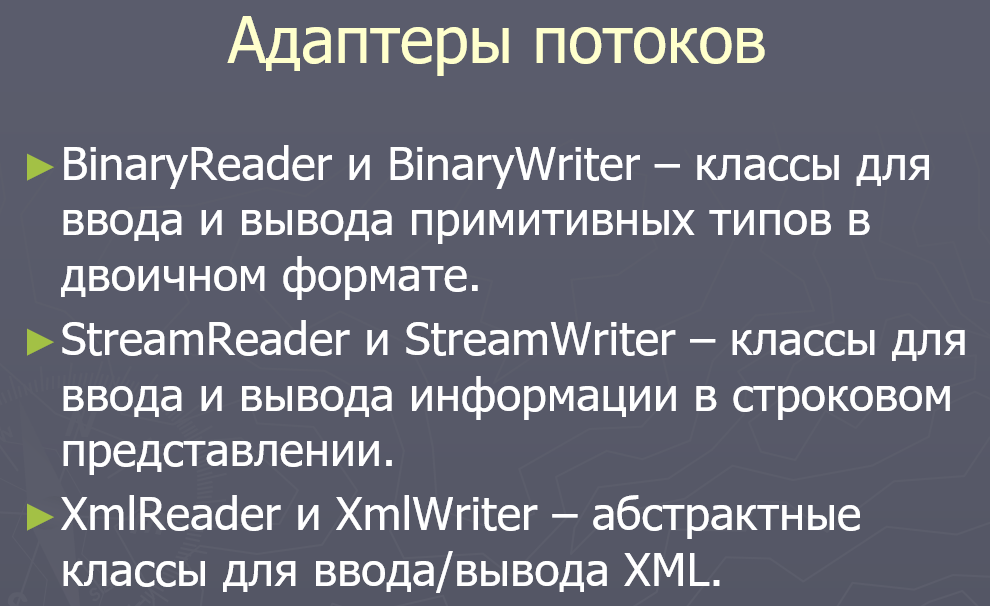 Адаптеры потоков
►BinaryReader и BinaryWriter – классы для
ввода и вывода примитивных типов в
двоичном формате.
►StreamReader и StreamWriter – классы для
ввода и вывода информации в строковом
представлении.
►XmlReader и XmlWriter – абстрактные
классы для ввода/вывода XML.